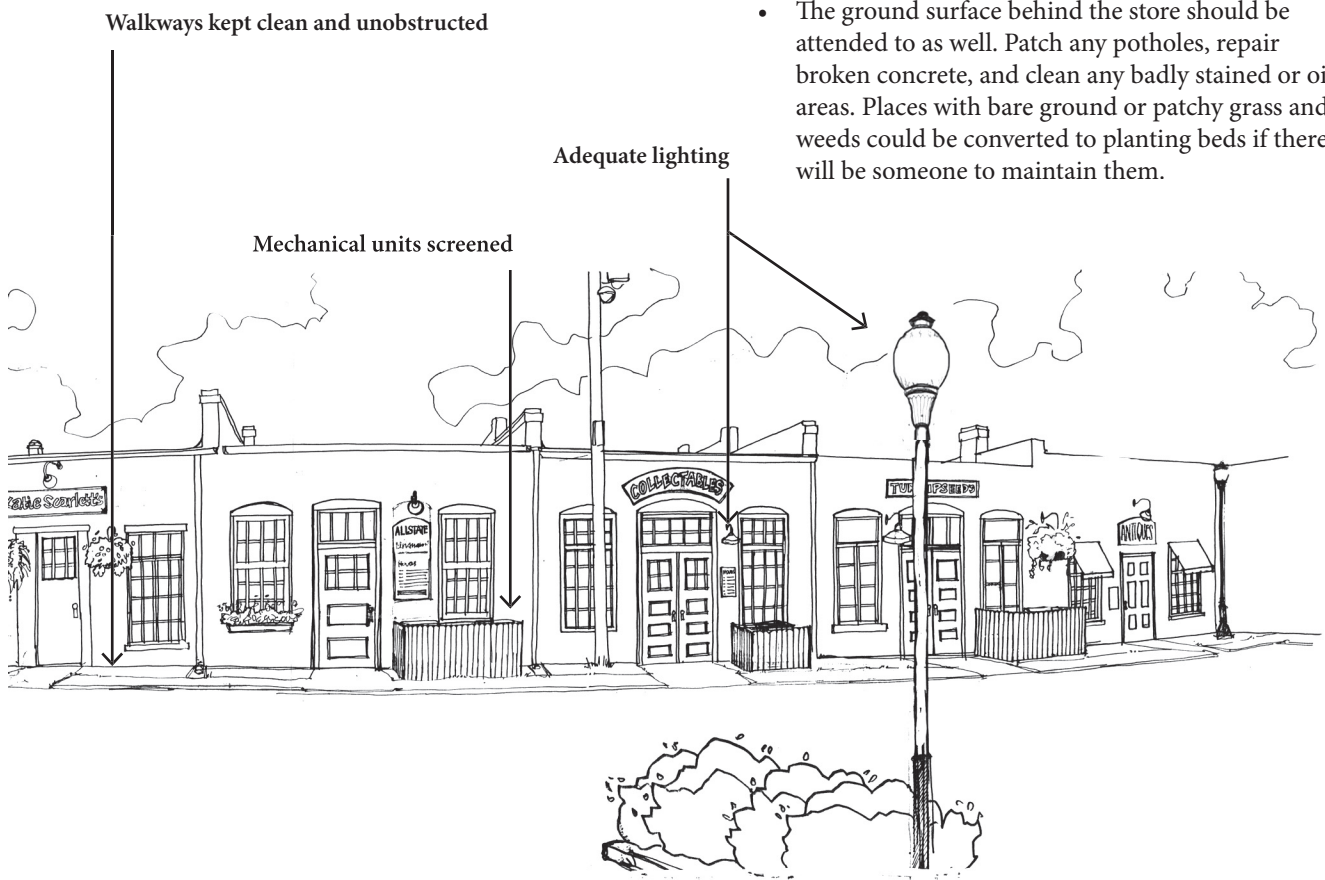 Walkways kept clean and unobstructed
• The ground surface behind the store should be
attended to as well. Patch any potholes, repair
broken concrete, and clean any badly stained or oi
areas. Places with bare ground or patchy grass and
weeds could be converted to planting beds if there
will be someone to maintain them.
Adequate lighting
Mechanical units screened
Scarlett's
ALLSTATE
COLLECTABLES
ANTIQUES